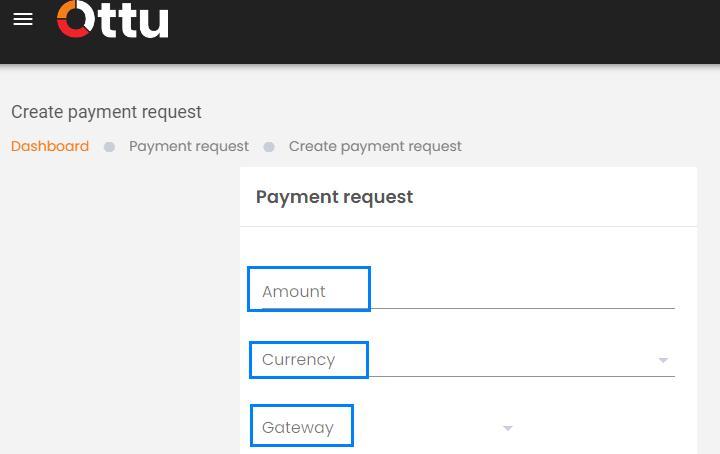 Ottu
Create payment request
Dashboard Payment request Create payment request
Payment request
Amount
Currency
Gateway